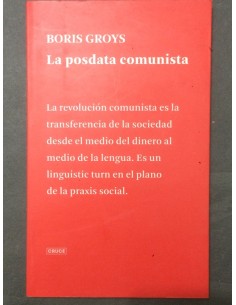 BORIS GROYS
La posdata comunista
La revolución comunista es la
transferencia de la sociedad
desde el medio del dinero al
medio de la lengua. Es un
linguistic turn en el plano
de la praxis social.
CRUCE